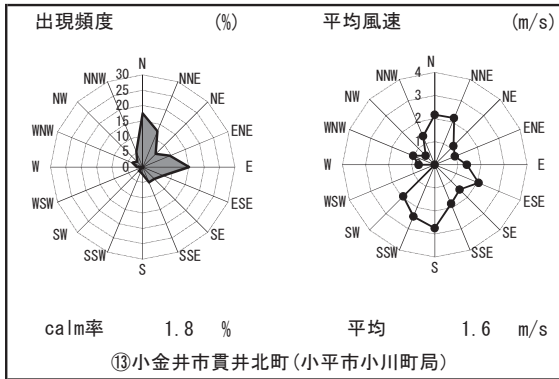 出現頻度 (%)
平均風速 (m/s)
N
NNE
NE
ENE
E
ESE
SE
SSE
S
SSW
SW
WSW
W
WNW
NW
NNW
30
25
20
15
10
5
0
N
NNE
NE
ENE
E
ESE
SE
SSE
S
SSW
SW
WSW
W
WNW
NW
NNW
4
3
2
1
0
calm率 1.8 %
平均 1.6 m/s
⑬小金井市貫井北町(小平市小川町局)